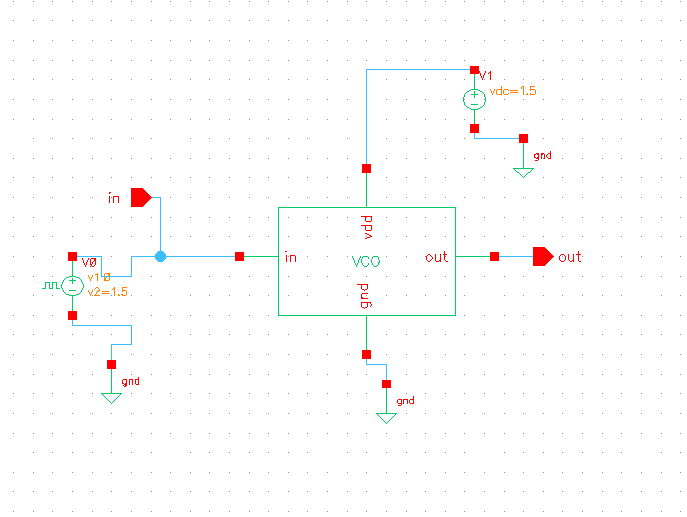 V1
vdc=1.5
gnd
in
vdd
in
VCO
out
out
gnd
V0
v1:0
v2=1.5
gnd
gnd